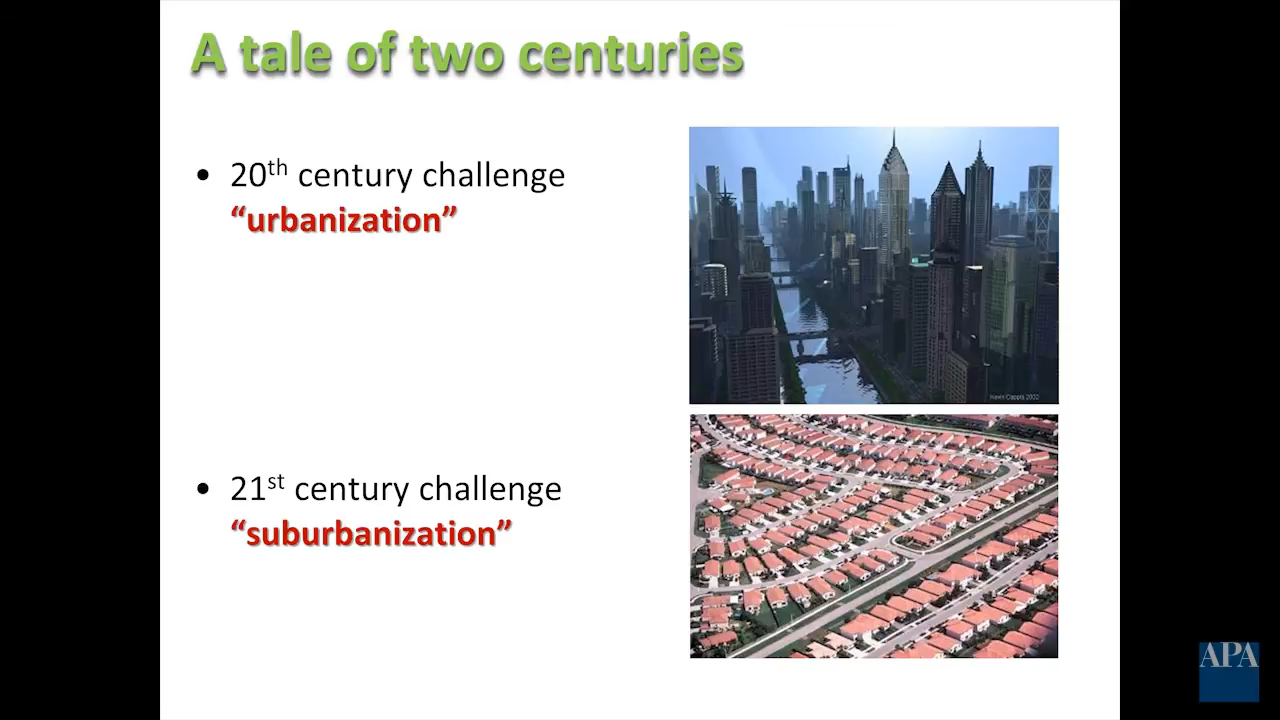 A tale of two centuries
• 20th century challenge
“urbanization”
• 21st century challenge
“suburbanization”
APA